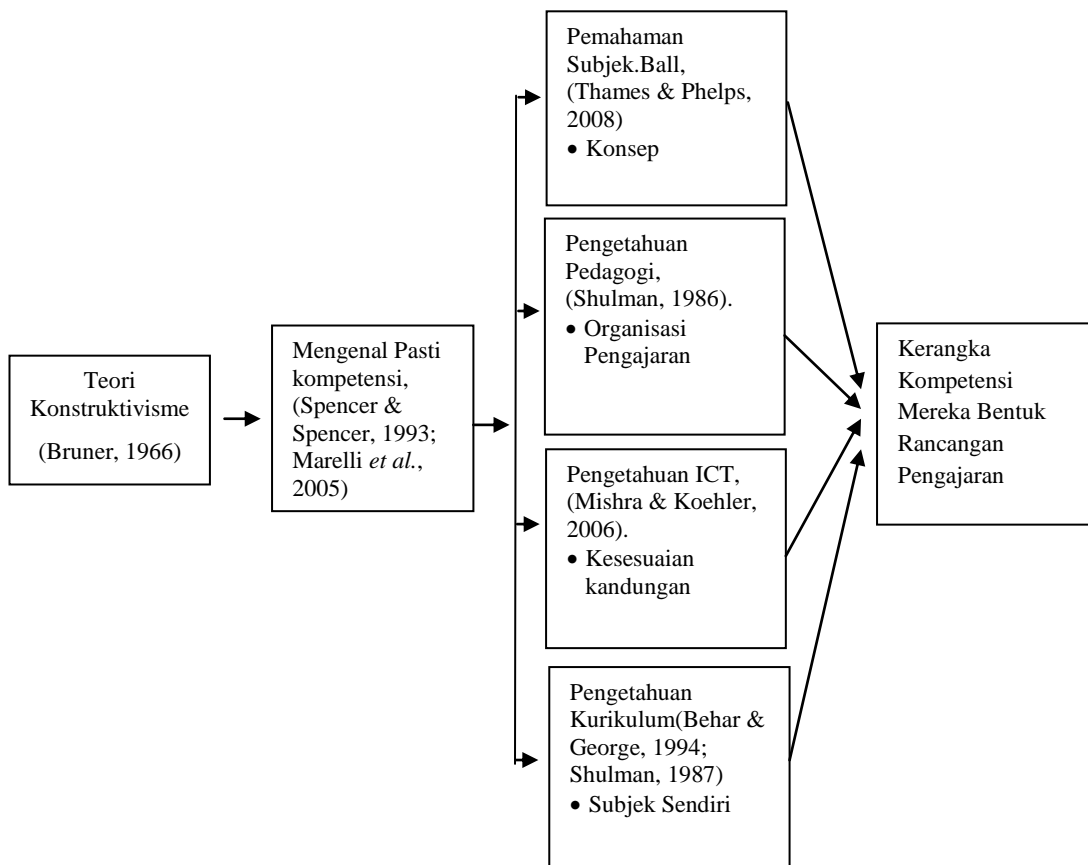 Teori
Konstruktivisme
(Bruner, 1966)
Mengenal Pasti
kompetensi,
(Spencer &
Spencer, 1993;
Marelli et al.,
2005)
Pemahaman
Subjek.Ball,
(Thames & Phelps,
2008)
• Konsep
Pengetahuan
Pedagogi,
(Shulman, 1986).
• Organisasi
Pengajaran
Pengetahuan ICT,
(Mishra & Koehler,
2006).
• Kesesuaian
kandungan
Pengetahuan
Kurikulum(Behar &
George, 1994;
Shulman, 1987)
• Subjek Sendiri
Kerangka
Kompetensi
Mereka Bentuk
Rancangan
Pengajaran